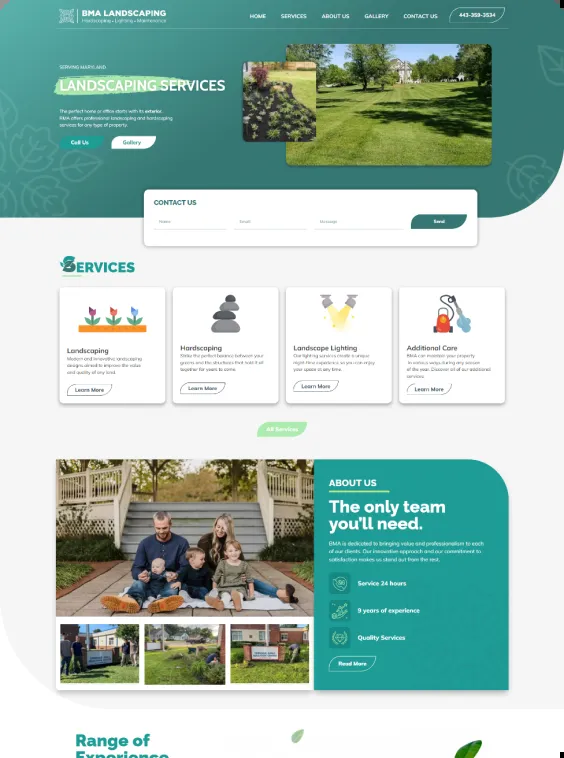 BMA LANDSCAPING
Hardscaping • Lighting • Maintenance
HOME SERVICES ABOUT US GALLERY CONTACT US 443-359-3534
SERVING MARYLAND
LANDSCAPING SERVICES
The perfect home or office starts with its exterior.
BMA offers professional landscaping and hardscaping
services for any type of property.
Call Us Gallery
CONTACT US
Name Email Message Send
SERVICES
Landscaping
Modern and innovative landscaping
designs aimed to improve the value
and quality of any land.
Learn More
Hardscaping
Strike the perfect balance between your
greens and the structures that hold it all
together for years to come.
Learn More
Landscape Lighting
Our lighting services create a unique
night-time experience so you can enjoy
your space at any time.
Learn More
Additional Care
BMA can maintain your property
in various ways during any season
of the year. Discover all of our additional
services
Learn More
All Services
ABOUT US
The only team
you'll need.
BMA is dedicated to bringing value and professionalism to each
of our clients. Our innovative approach and our commitment to
satisfaction makes us stand out from the rest.
Service 24 hours
9 years of experience
Quality Services
Read More
Range of
Experience